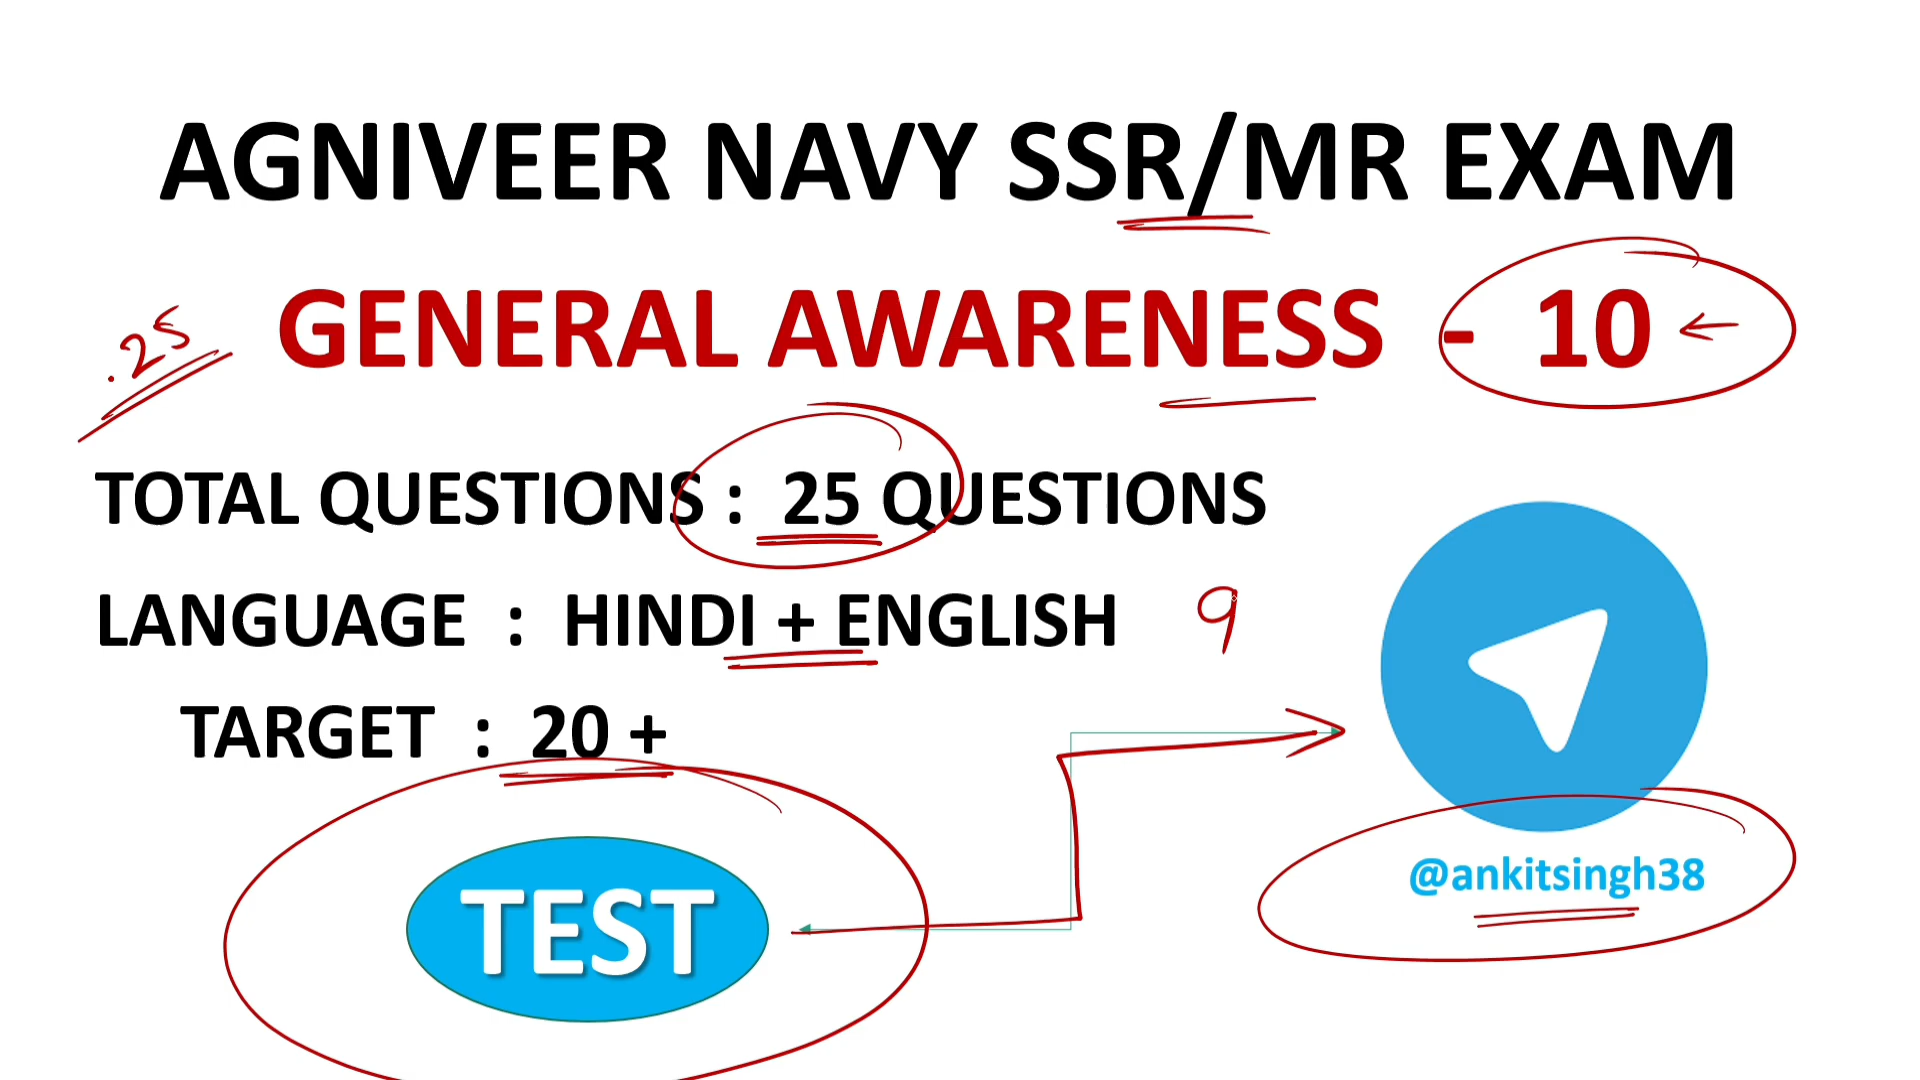 AGNIVEER NAVY SSR/MR EXAM
GENERAL AWARENESS - 10
.25
TOTAL QUESTIONS : 25 QUESTIONS
LANGUAGE : HINDI + ENGLISH
9
TARGET : 20 +
TEST
@ankitsingh38